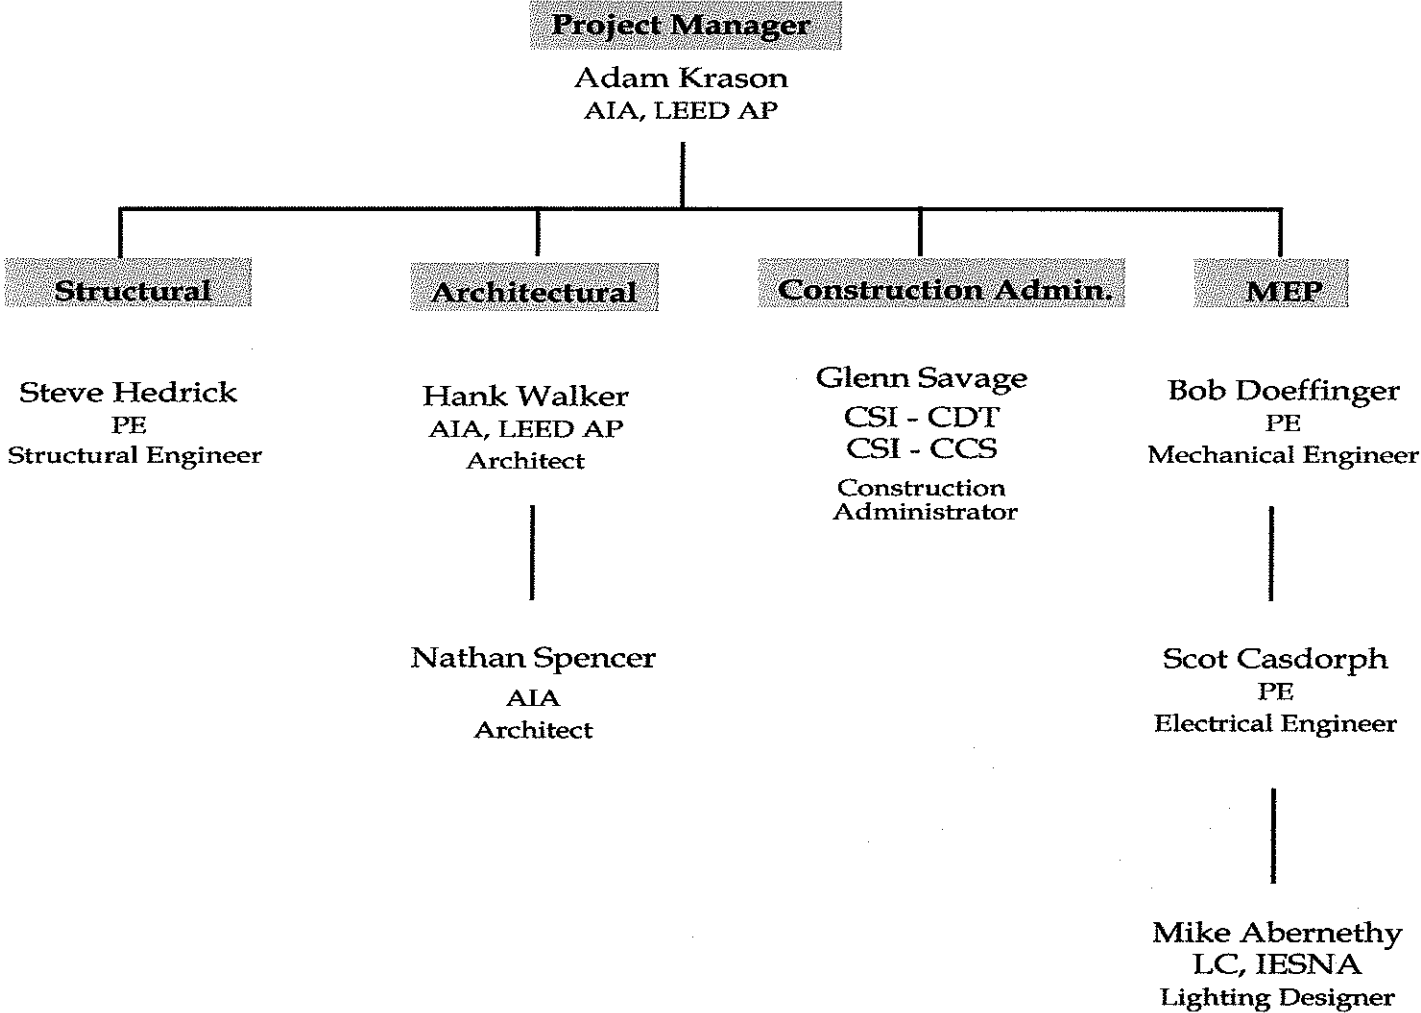 Project Manager
Adam Krason
AIA, LEED AP
Structural
Architectural
Construction Admin.
MEP
Steve Hedrick
PE
Structural Engineer
Hank Walker
AIA, LEED AP
Architect
Glenn Savage
CSI - CDT
CSI - CCS
Construction
Administrator
Bob Doeffinger
PE
Mechanical Engineer
Nathan Spencer
AIA
Architect
Scot Casdorph
PE
Electrical Engineer
Mike Abernethy
LC, IESNA
Lighting Designer